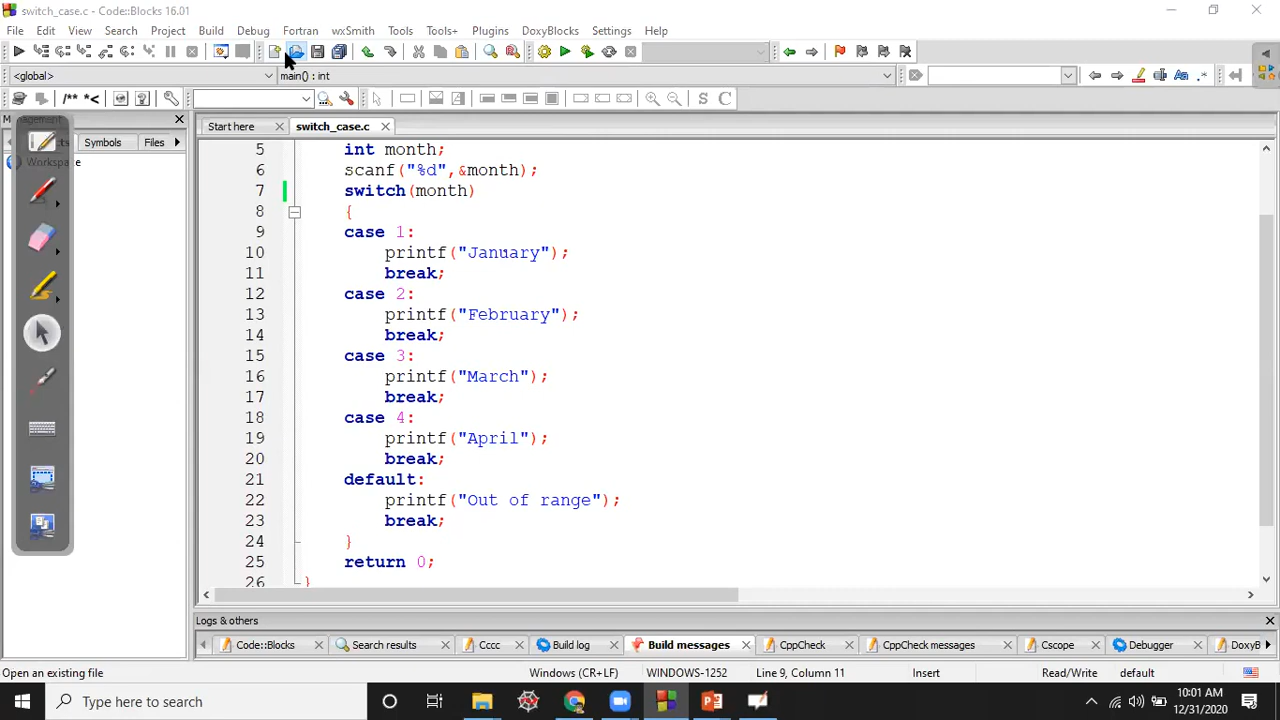 switch_case.c - Code::Blocks 16.01
File Edit View Search Project Build Debug Fortran wxSmith Tools Tools+ Plugins DoxyBlocks Settings Help
<global> main() : int
/** *<
S C
Start here switch_case.c
Symbols Files
Workspace
5 int month;
6 scanf("%d",&month);
7 switch(month)
8 {
9 case 1:
10 printf("January");
11 break;
12 case 2:
13 printf("February");
14 break;
15 case 3:
16 printf("March");
17 break;
18 case 4:
19 printf("April");
20 break;
21 default:
22 printf("Out of range");
23 break;
24 }
25 return 0;
26 }
Logs & others
Code::Blocks Search results Cccc Build log Build messages CppCheck CppCheck messages Cscope Debugger DoxyB
Open an existing file Windows (CR+LF) WINDOWS-1252 Line 9, Column 11 Insert Read/Write default
Type here to search
10:01 AM
12/31/2020